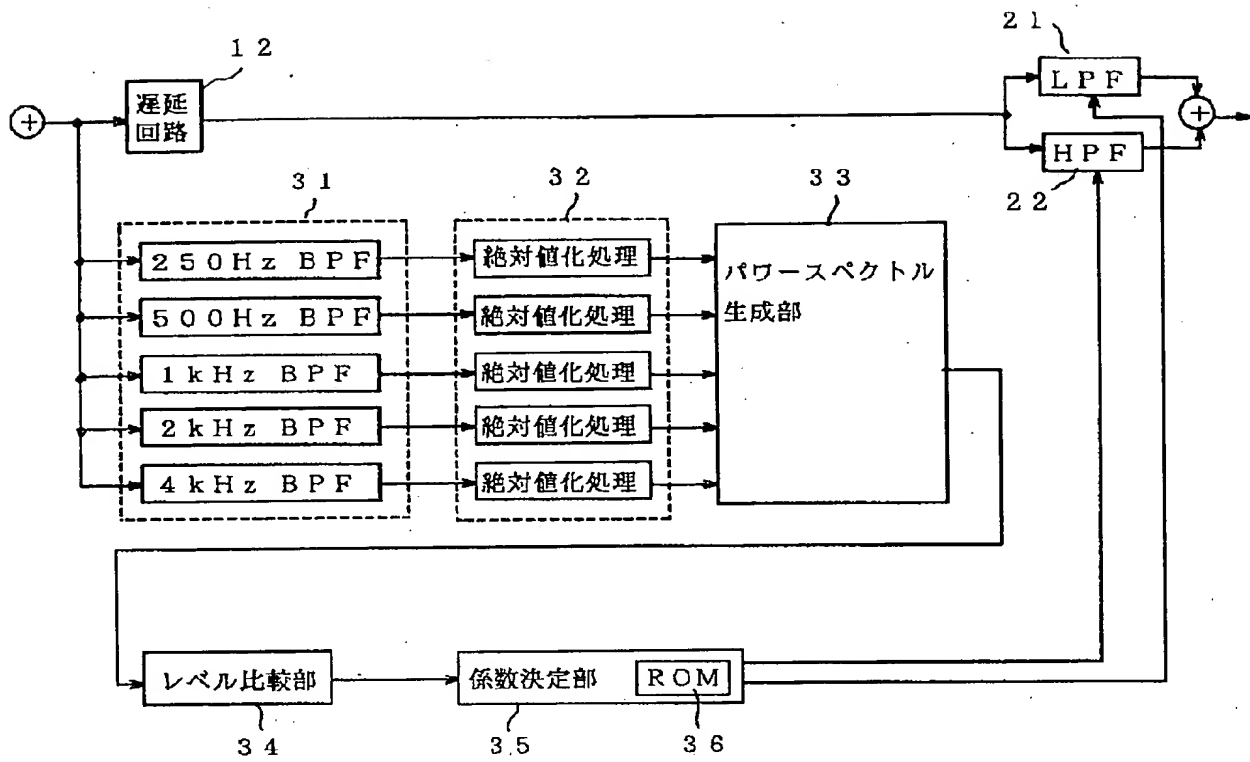 12
遅延
回路
21
LPF
HPF
22
31
32
33
250Hz BPF
500Hz BPF
1kHz BPF
2kHz BPF
4kHz BPF
絶対値化処理
絶対値化処理
絶対値化処理
絶対値化処理
絶対値化処理
パワースペクトル
生成部
レベル比較部
34
係数決定部
ROM
35
36